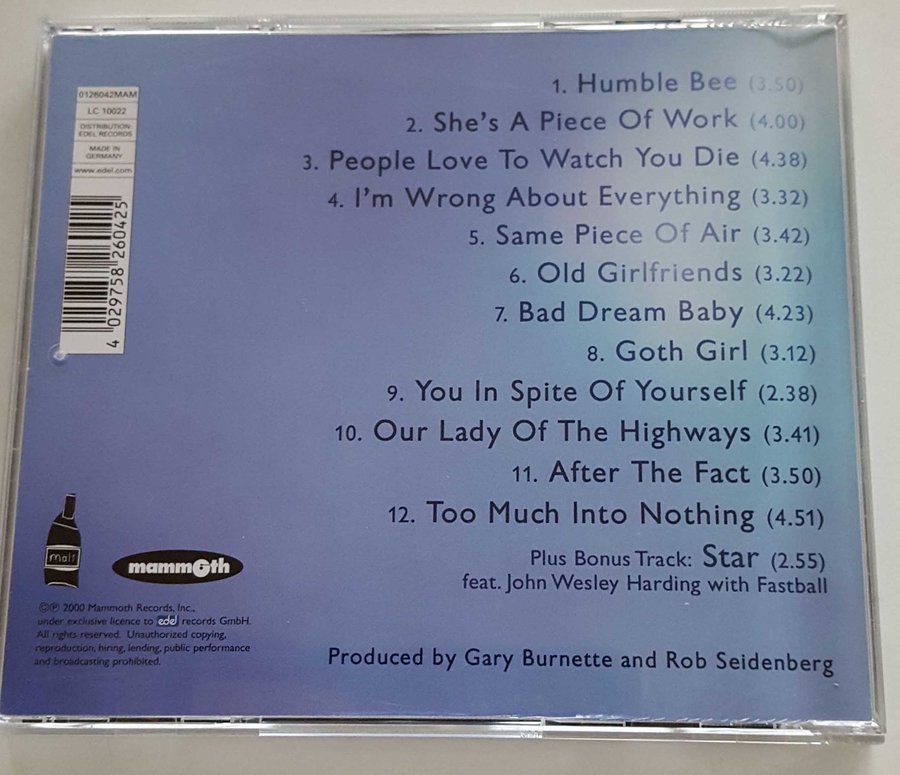 0126042MAM
LC 10022
DISTRIBUTION:
EDEL RECORDS
MADE IN
GERMANY
www.edel.com
4 029758 260425
1. Humble Bee (3.50)
2. She's A Piece Of Work (4.00)
3. People Love To Watch You Die (4.38)
4. I'm Wrong About Everything (3.32)
5. Same Piece Of Air (3.42)
6. Old Girlfriends (3.22)
7. Bad Dream Baby (4.23)
8. Goth Girl (3.12)
9. You In Spite Of Yourself (2.38)
10. Our Lady Of The Highways (3.41)
11. After The Fact (3.50)
12. Too Much Into Nothing (4.51)
Plus Bonus Track: Star (2.55)
feat. John Wesley Harding with Fastball
Produced by Gary Burnette and Rob Seidenberg
malt
mammoth
©℗ 2000 Mammoth Records, Inc.,
under exclusive licence to edel records GmbH.
All rights reserved. Unauthorized copying,
reproduction, hiring, lending, public performance
and broadcasting prohibited.